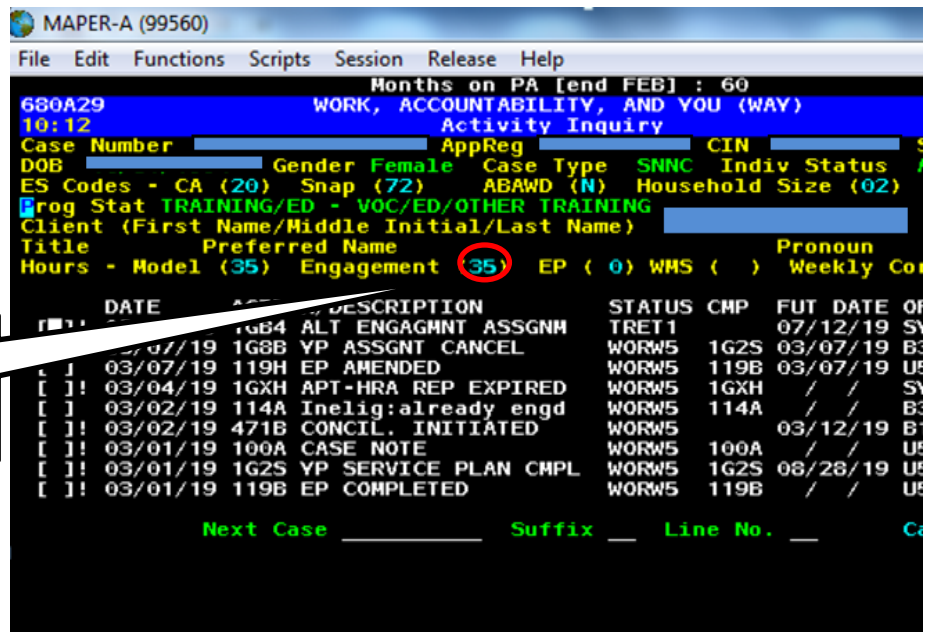 MAPER-A (99560)
File Edit Functions Scripts Session Release Help
Months on PA [end FEB] : 60
680A29 WORK, ACCOUNTABILITY, AND YOU (WAY)
10:12 Activity Inquiry
Case Number AppReg CIN
DOB Gender Female Case Type SNNC Indiv Status
ES Codes - CA (20) Snap (72) ABAWD (N) Household Size (02)
Prog Stat TRAINING/ED - VOC/ED/OTHER TRAINING
Client (First Name/Middle Initial/Last Name)
Title Preferred Name Pronoun
Hours - Model (35) Engagement (35) EP ( 0) WMS ( ) Weekly
DATE /DESCRIPTION STATUS CMP FUT DATE
[ ]! 1GB4 ALT ENGAGMNT ASSGNM TRET1 07/12/19
/07/19 1G8B YP ASSGNT CANCEL WORW5 1G2S 03/07/19
[ ] 03/07/19 119H EP AMENDED WORW5 119B 03/07/19
[ ]! 03/04/19 1GXH APT-HRA REP EXPIRED WORW5 1GXH / /
[ ]! 03/02/19 114A Inelig:already engd WORW5 114A / /
[ ]! 03/02/19 471B CONCIL. INITIATED WORW5 03/12/19
[ ]! 03/01/19 100A CASE NOTE WORW5 100A / /
[ ]! 03/01/19 1G2S YP SERVICE PLAN CMPL WORW5 1G2S 08/28/19
[ ]! 03/01/19 119B EP COMPLETED WORW5 119B / /
Next Case __________ Suffix __ Line No. __